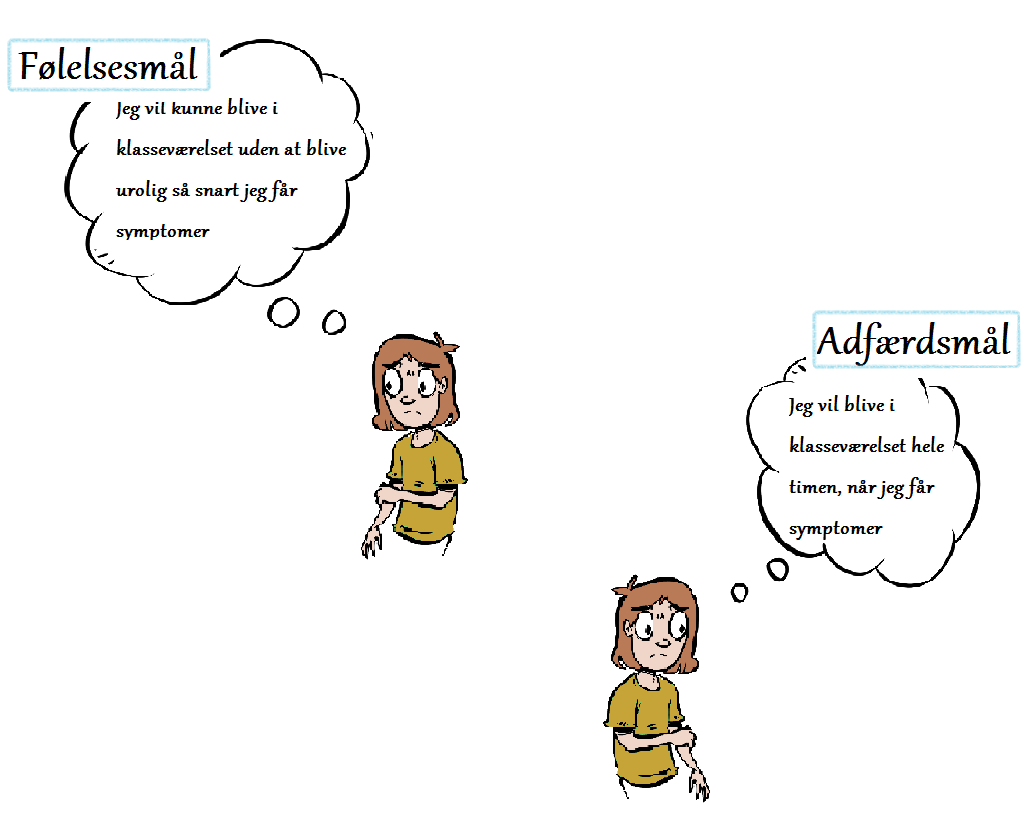 Følelsesmål
Jeg vil kunne blive i
klasseværelset uden at blive
urolig så snart jeg får
symptomer
Adfærdsmål
Jeg vil blive i
klasseværelset hele
timen, når jeg får
symptomer